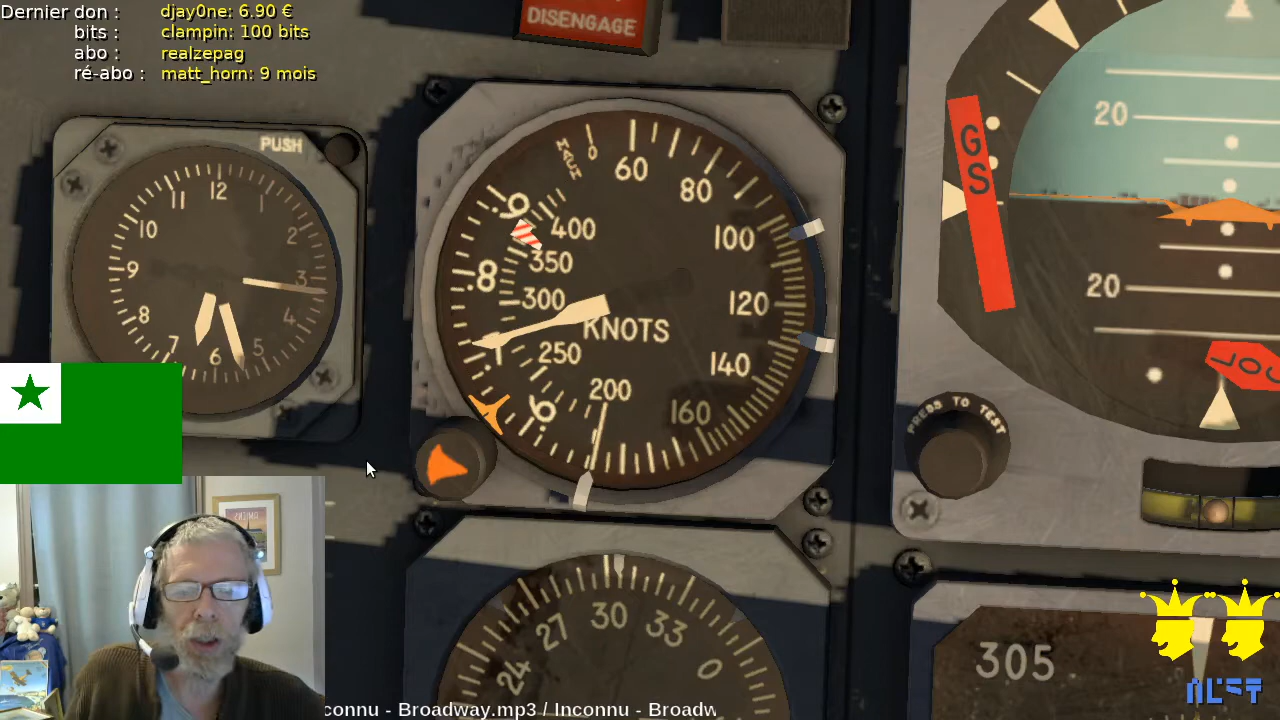 Dernier don : djay0ne: 6.90 €
bits : clampin: 100 bits
abo : realzepag
ré-abo : matt_horn: 9 mois
DISENGAGE
PUSH
12
1
2
3
4
5
6
7
8
9
10
11
MACH
0
60
80
100
120
140
160
200
250
300
350
400
.9
.8
.6
KNOTS
G
S
20
20
LOC
PRESS TO TEST
24
27
30
33
0
305
AMIENS
connu - Broadway.mp3 / Inconnu - Broadw